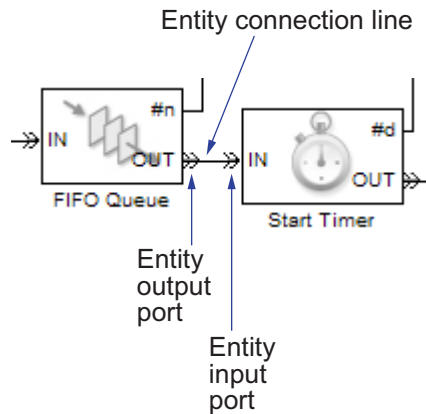 Entity connection line
#n
IN
OUT
FIFO Queue
#d
IN
OUT
Start Timer
Entity
output
port
Entity
input
port